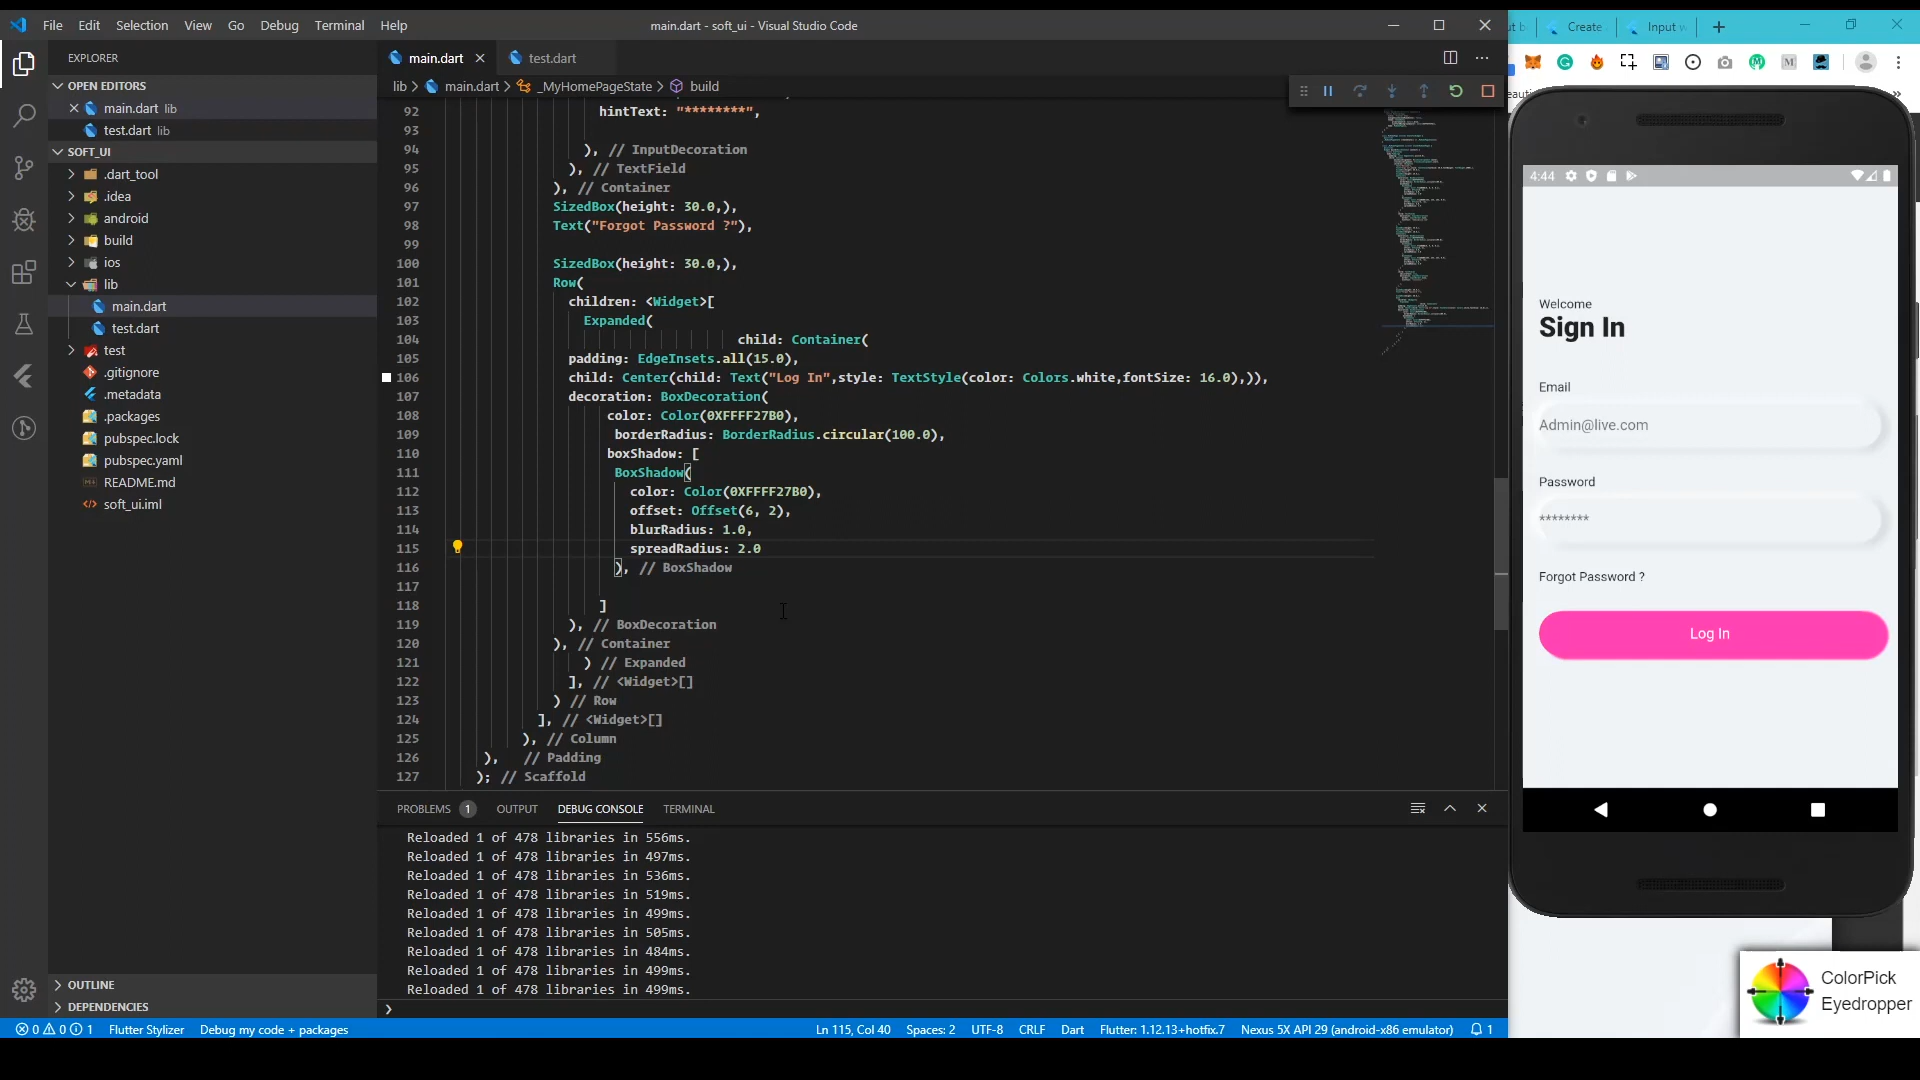 File Edit Selection View Go Debug Terminal Help
main.dart - soft_ui - Visual Studio Code
EXPLORER
OPEN EDITORS
main.dart lib
test.dart lib
SOFT_UI
.dart_tool
.idea
android
build
ios
lib
main.dart
test.dart
test
.gitignore
.metadata
.packages
pubspec.lock
pubspec.yaml
README.md
soft_ui.iml
OUTLINE
DEPENDENCIES
main.dart
test.dart
lib > main.dart > _MyHomePageState > build
92 hintText: "********",
93
94 ), // InputDecoration
95 ), // TextField
96 ), // Container
97 SizedBox(height: 30.0,),
98 Text("Forgot Password ?"),
99
100 SizedBox(height: 30.0,),
101 Row(
102 children: <Widget>[
103 Expanded(
104 child: Container(
105 padding: EdgeInsets.all(15.0),
106 child: Center(child: Text("Log In",style: TextStyle(color: Colors.white,fontSize: 16.0),)),
107 decoration: BoxDecoration(
108 color: Color(0XFFFF27B0),
109 borderRadius: BorderRadius.circular(100.0),
110 boxShadow: [
111 BoxShadow(
112 color: Color(0XFFFF27B0),
113 offset: Offset(6, 2),
114 blurRadius: 1.0,
115 spreadRadius: 2.0
116 ), // BoxShadow
117
118 ]
119 ), // BoxDecoration
120 ), // Container
121 ) // Expanded
122 ], // <Widget>[]
123 ) // Row
124 ], // <Widget>[]
125 ), // Column
126 ), // Padding
127 ); // Scaffold
PROBLEMS 1 OUTPUT DEBUG CONSOLE TERMINAL
Reloaded 1 of 478 libraries in 556ms.
Reloaded 1 of 478 libraries in 497ms.
Reloaded 1 of 478 libraries in 536ms.
Reloaded 1 of 478 libraries in 519ms.
Reloaded 1 of 478 libraries in 499ms.
Reloaded 1 of 478 libraries in 505ms.
Reloaded 1 of 478 libraries in 484ms.
Reloaded 1 of 478 libraries in 499ms.
Reloaded 1 of 478 libraries in 499ms.
0 0 1 Flutter Stylizer Debug my code + packages
Ln 115, Col 40 Spaces: 2 UTF-8 CRLF Dart Flutter: 1.12.13+hotfix.7 Nexus 5X API 29 (android-x86 emulator) 1
Create
Input
4:44
Welcome
Sign In
Email
Admin@live.com
Password
********
Forgot Password ?
Log In
ColorPick
Eyedropper